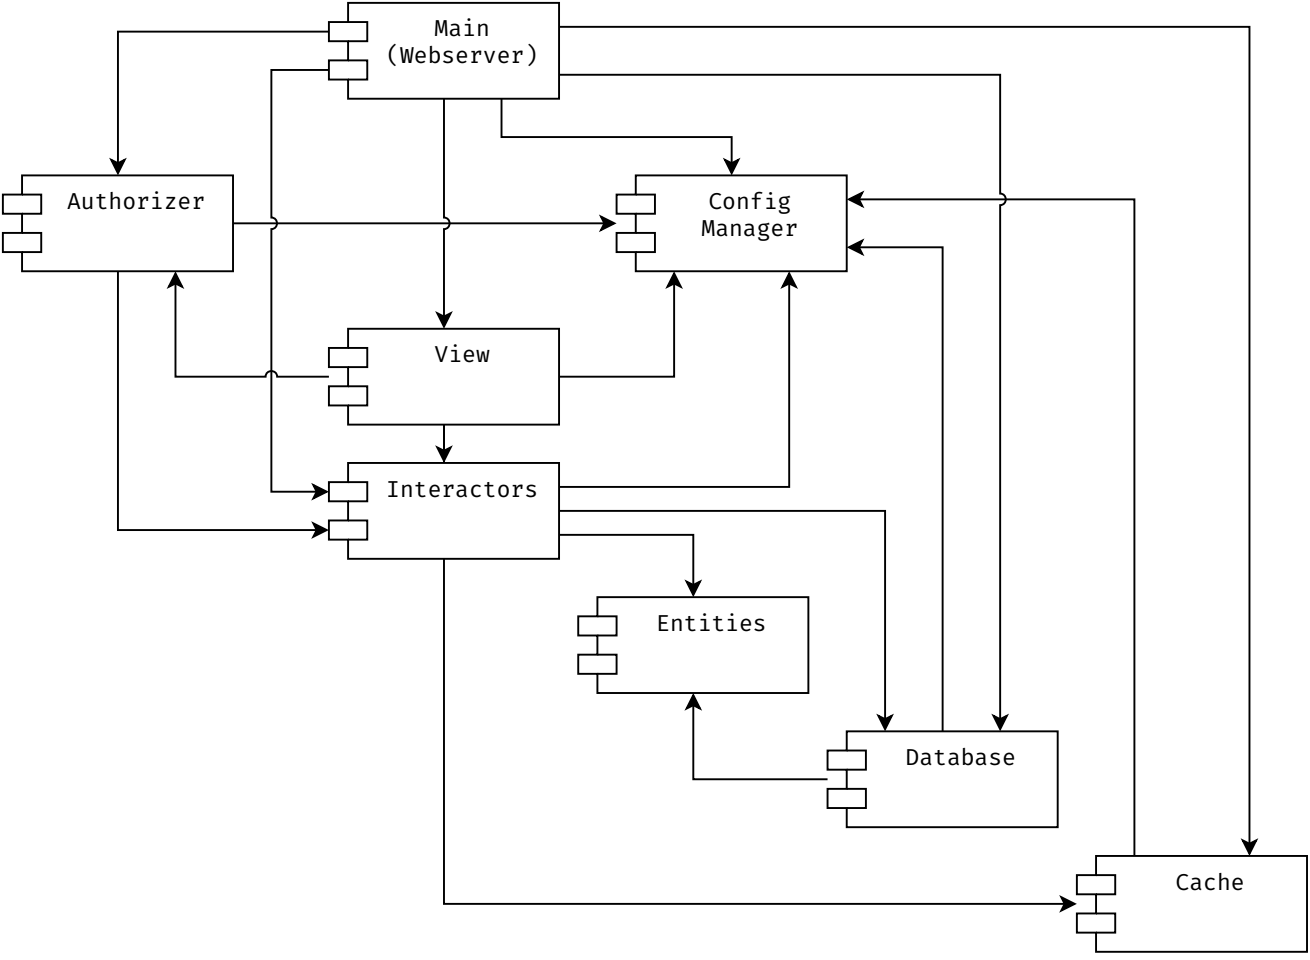 Main
(Webserver)
Authorizer
Config
Manager
View
Interactors
Entities
Database
Cache